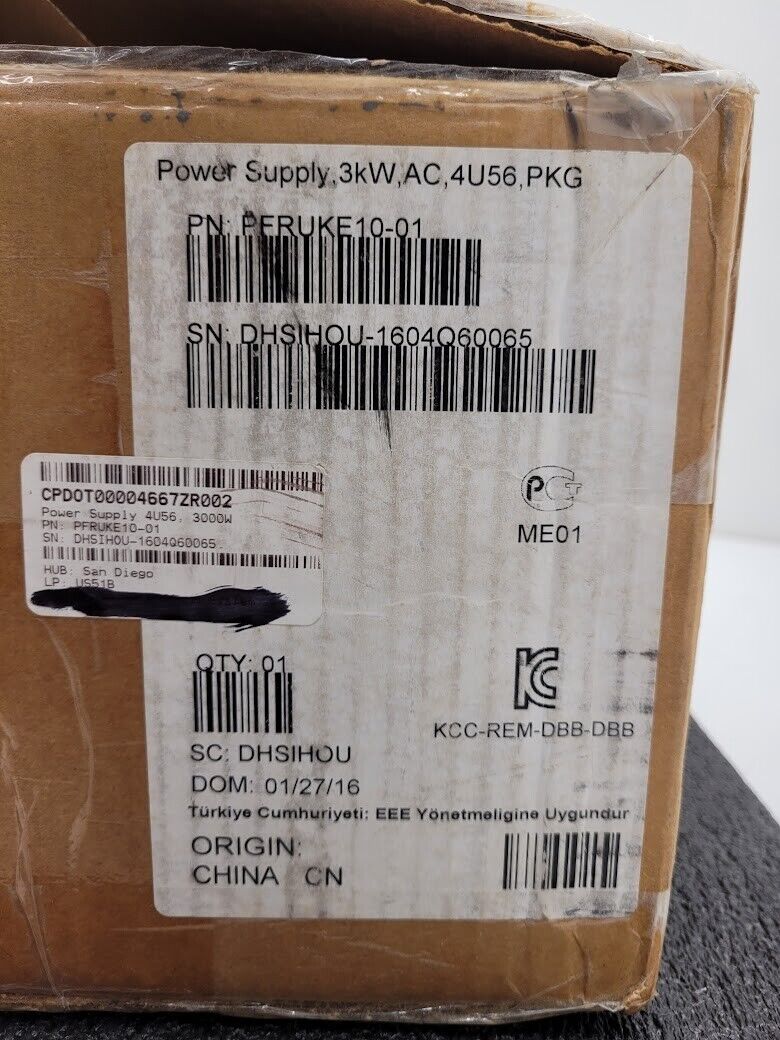 Power Supply,3kW,AC,4U56,PKG
PN: PFRUKE10-01
SN: DHSIHOU-1604Q60065
ME01
CPDOT00004667ZR002
Power Supply 4U56, 3000W
PN: PFRUKE10-01
SN: DHSIHOU-1604Q60065
HUB: San Diego
LP: US51B
QTY: 01
KCC-REM-DBB-DBB
SC: DHSIHOU
DOM: 01/27/16
Türkiye Cumhuriyeti: EEE Yönetmeligine Uygundur
ORIGIN:
CHINA CN